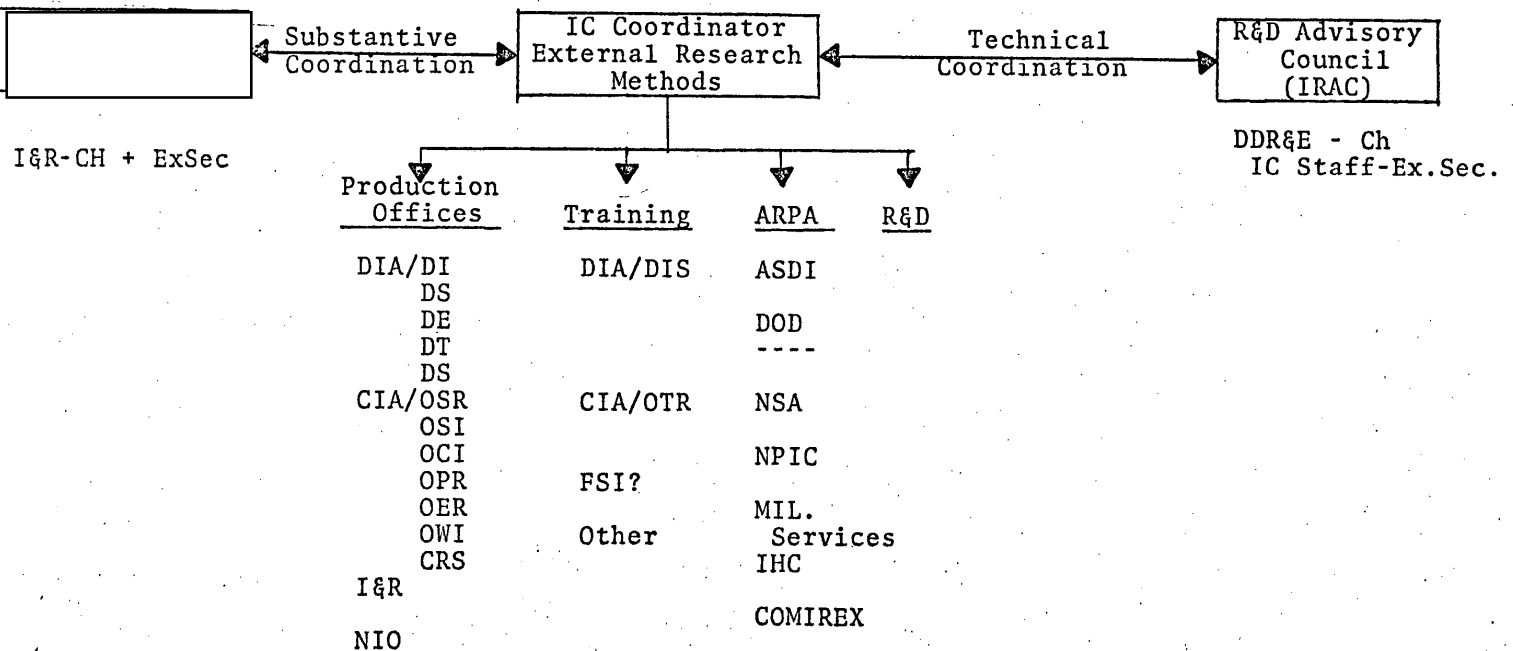 Substantive
Coordination
IC Coordinator
External Research
Methods
Technical
Coordination
R&D Advisory
Council
(IRAC)
I&R-CH + ExSec
DDR&E - Ch
IC Staff-Ex.Sec.
Production
Offices
Training
ARPA
R&D
DIA/DI
DS
DE
DT
DS
CIA/OSR
OSI
OCI
OPR
OER
OWI
CRS
I&R
NIO
DIA/DIS
CIA/OTR
FSI?
Other
ASDI
DOD
----
NSA
NPIC
MIL.
Services
IHC
COMIREX